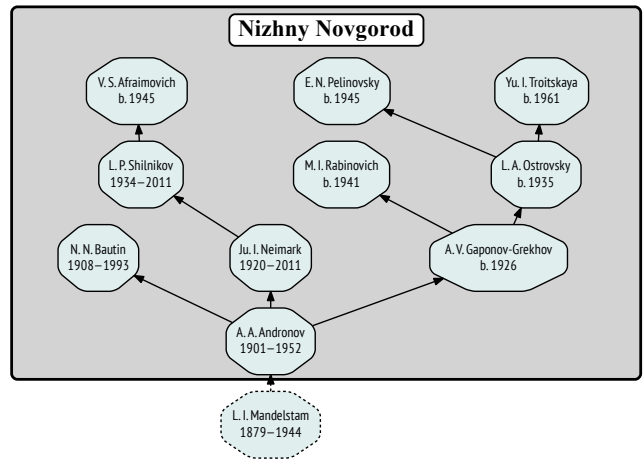 Nizhny Novgorod
V. S. Afraimovich
b. 1945
E. N. Pelinovsky
b. 1945
Yu. I. Troitskaya
b. 1961
L. P. Shilnikov
1934–2011
M. I. Rabinovich
b. 1941
L. A. Ostrovsky
b. 1935
N. N. Bautin
1908–1993
Ju. I. Neimark
1920–2011
A. V. Gaponov-Grekhov
b. 1926
A. A. Andronov
1901–1952
L. I. Mandelstam
1879–1944